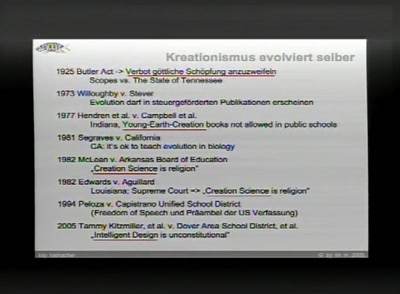 Kreationismus evolviert selber
1925 Butler Act -> Verbot göttliche Schöpfung anzuzweifeln
Scopes vs. The State of Tennessee
1973 Willoughby v. Stever
Evolution darf in steuergeförderten Publikationen erscheinen
1977 Hendren et al. v. Campbell et al.
Indiana, Young-Earth-Creation books not allowed in public schools
1981 Segraves v. California
CA: it's ok to teach evolution in biology
1982 McLean v. Arkansas Board of Education
„Creation Science is religion"
1982 Edwards v. Aguillard
Louisiana; Supreme Court => „Creation Science is religion"
1994 Peloza v. Capistrano Unified School District
(Freedom of Speech und Präambel der US Verfassung)
2005 Tammy Kitzmiller, et al. v. Dover Area School District, et al.
„Intelligent Design is unconstitutional"